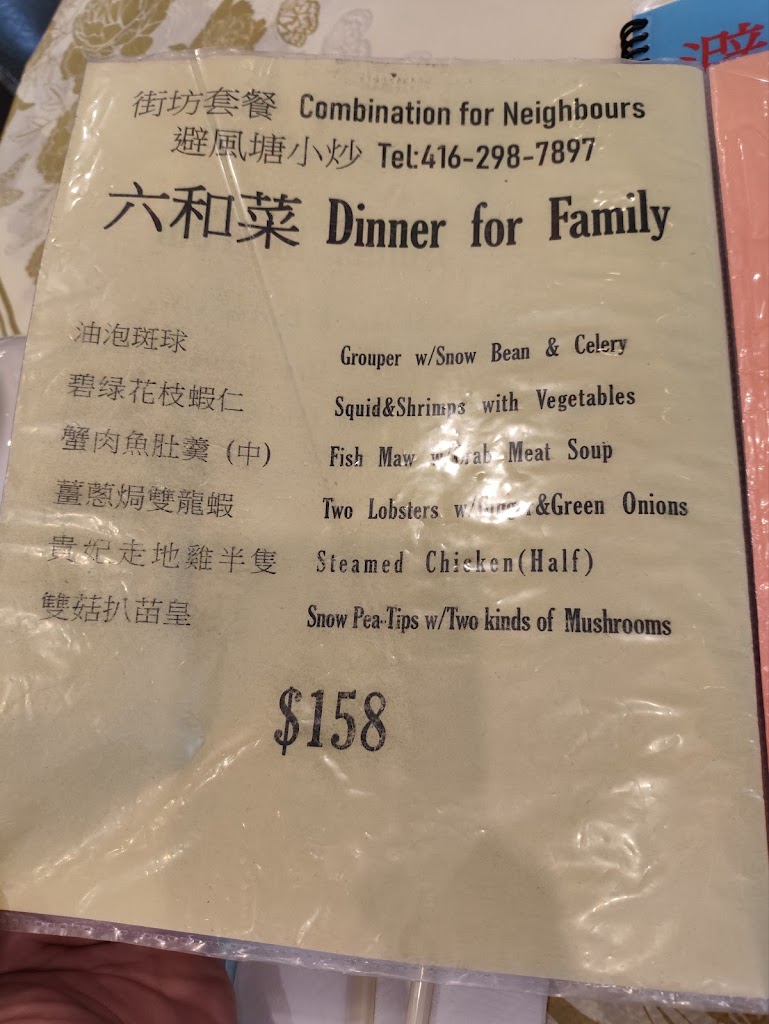 避
街坊套餐 Combination for Neighbours
避風塘小炒 Tel:416-298-7897
六和菜 Dinner for Family
油泡斑球 Grouper w/Snow Bean & Celery
碧绿花枝蝦仁 Squid&Shrimps with Vegetables
蟹肉魚肚羹 (中) Fish Maw w/Crab Meat Soup
薑蔥焗雙龍蝦 Two Lobsters w/Ginger&Green Onions
貴妃走地雞半隻 Steamed Chicken(Half)
雙菇扒苗皇 Snow Pea-Tips w/Two kinds of Mushrooms
$158